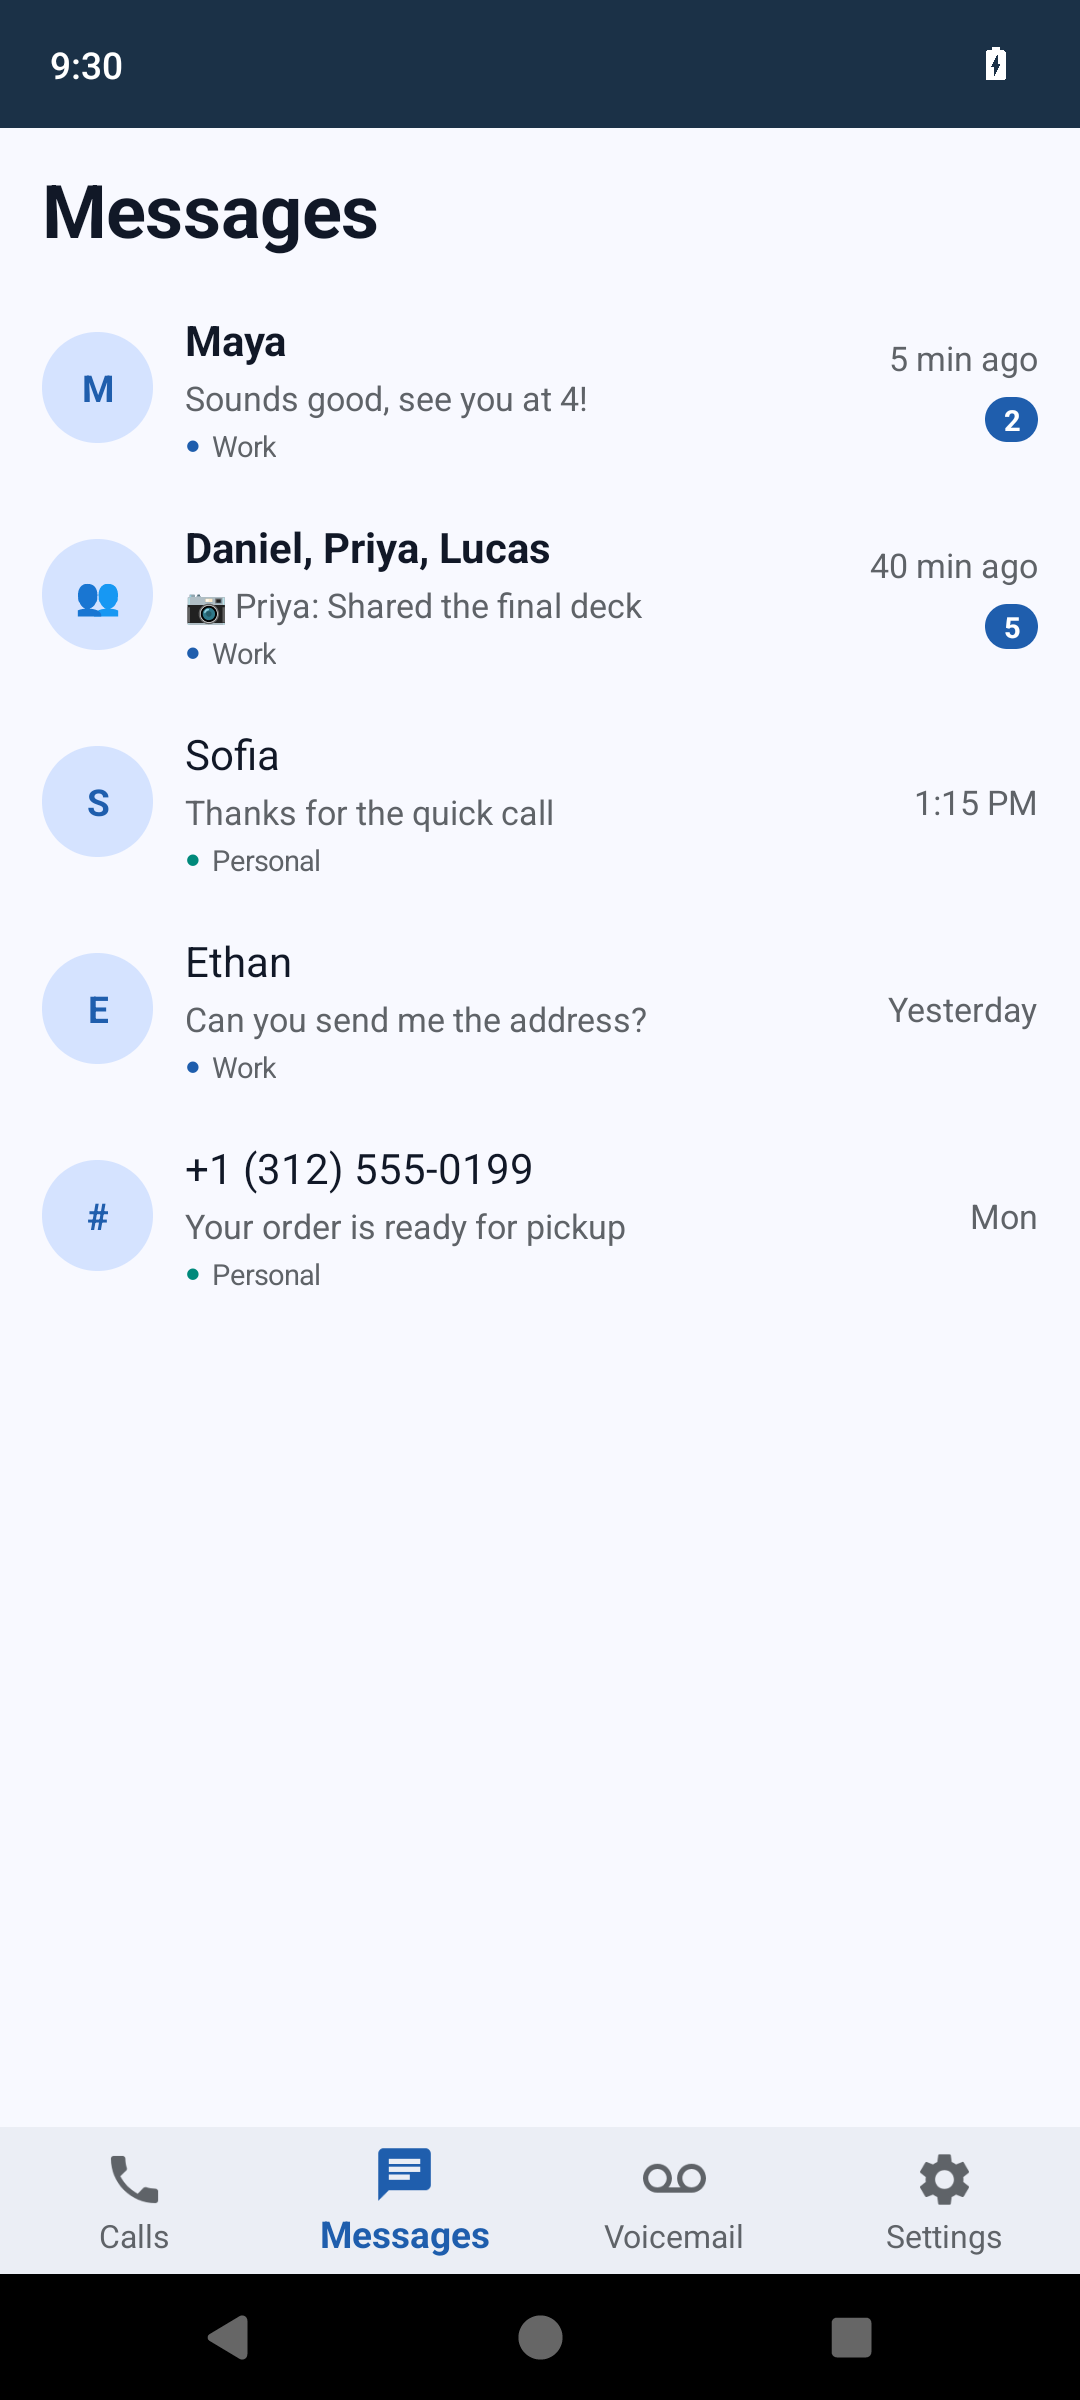 9:30
Messages
M
Maya
Sounds good, see you at 4!
Work
5 min ago
2
Daniel, Priya, Lucas
📷 Priya: Shared the final deck
Work
40 min ago
5
S
Sofia
Thanks for the quick call
Personal
1:15 PM
E
Ethan
Can you send me the address?
Work
Yesterday
#
+1 (312) 555-0199
Your order is ready for pickup
Personal
Mon
Calls
Messages
Voicemail
Settings